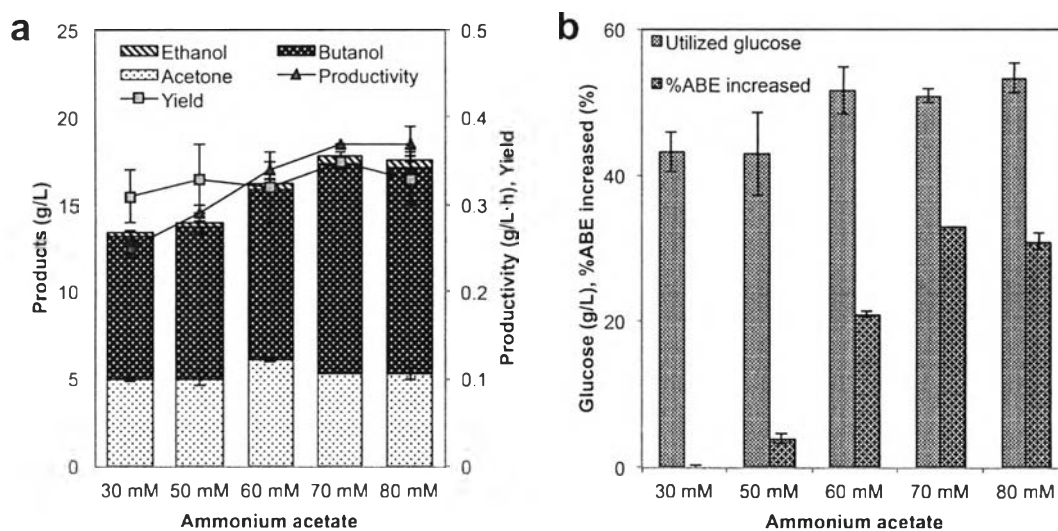 a
25
20
15
10
5
0
Products (g/L)
Ethanol
Butanol
Acetone
Productivity
Yield
0.5
0.4
0.3
0.2
0.1
0
Productivity (g/L·h), Yield
30 mM 50 mM 60 mM 70 mM 80 mM
Ammonium acetate
b
60
40
20
0
Glucose (g/L), %ABE increased (%)
Utilized glucose
%ABE increased
30 mM 50 mM 60 mM 70 mM 80 mM
Ammonium acetate